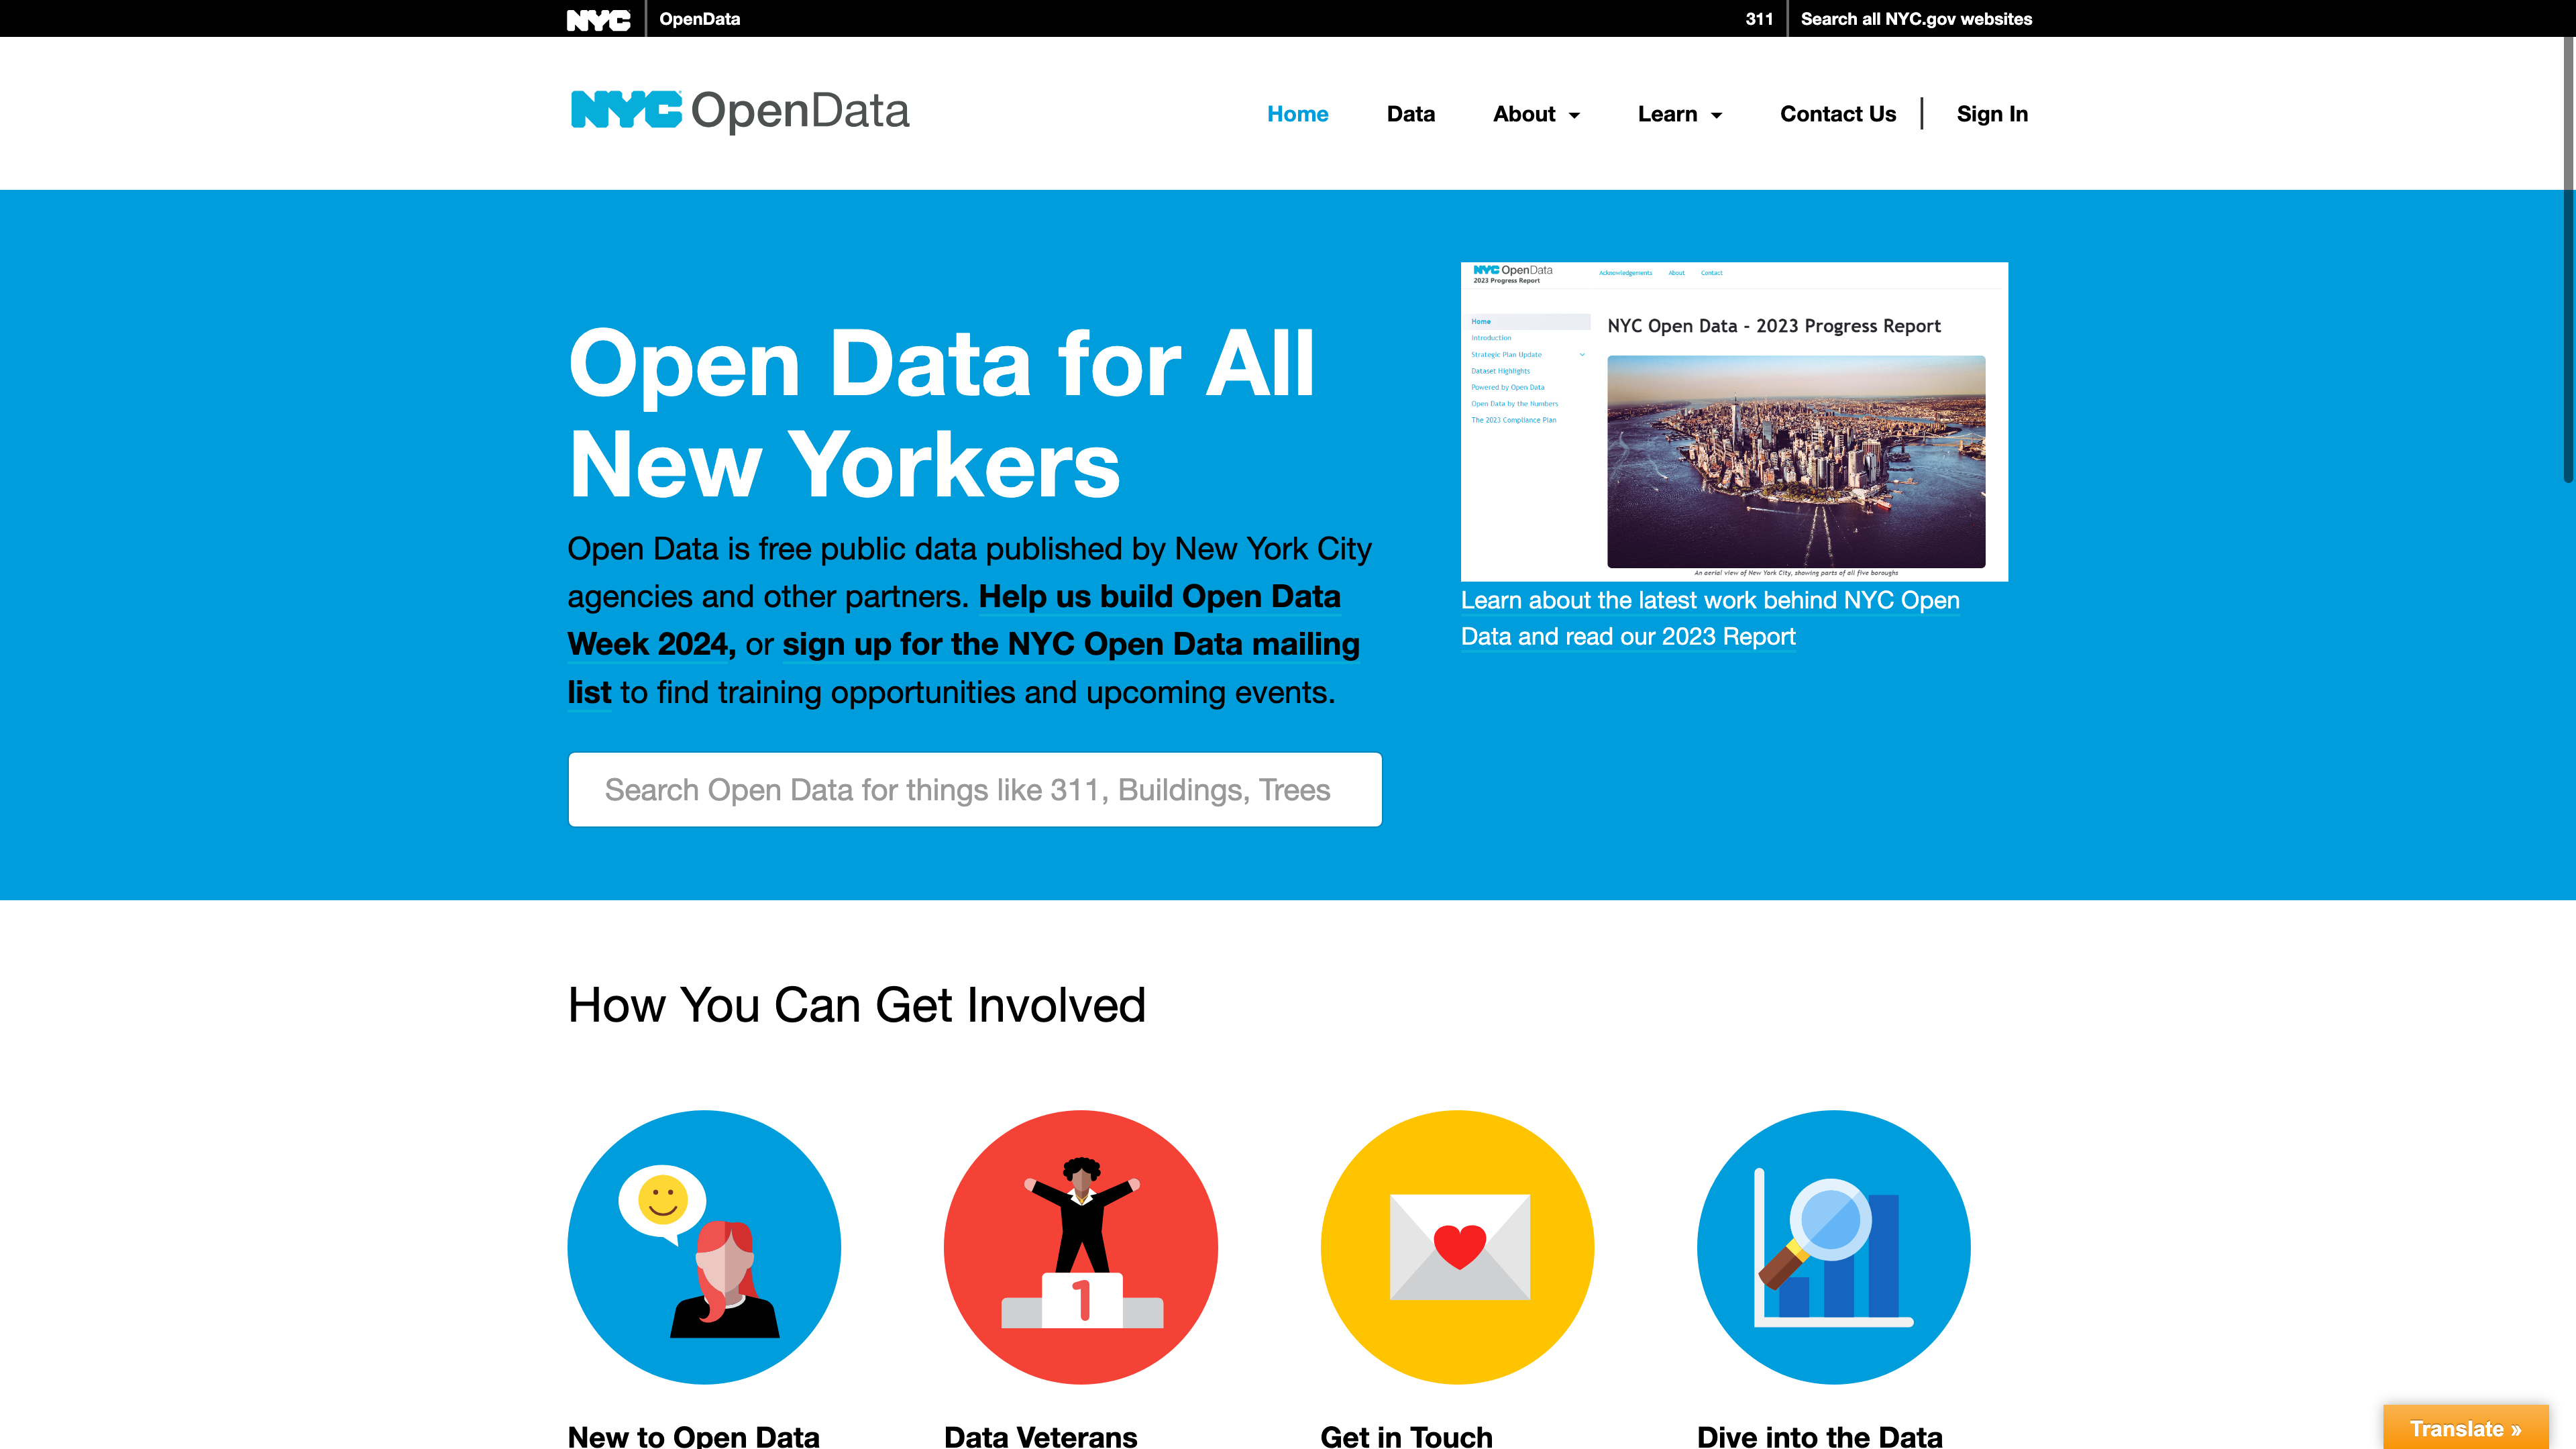 NYC OpenData 311 Search all NYC.gov websites
NYC OpenData Home Data About Learn Contact Us Sign In
Open Data for All
New Yorkers
Open Data is free public data published by New York City
agencies and other partners. Help us build Open Data
Week 2024, or sign up for the NYC Open Data mailing
list to find training opportunities and upcoming events.
Search Open Data for things like 311, Buildings, Trees
NYC OpenData Acknowledgements About Contact
2023 Progress Report
Home
Introduction
Strategic Plan Update
Dataset Highlights
Powered by Open Data
Open Data by the Numbers
The 2023 Compliance Plan
NYC Open Data - 2023 Progress Report
An aerial view of New York City, showing parts of all five boroughs
Learn about the latest work behind NYC Open
Data and read our 2023 Report
How You Can Get Involved
1
New to Open Data Data Veterans Get in Touch Dive into the Data
Translate »